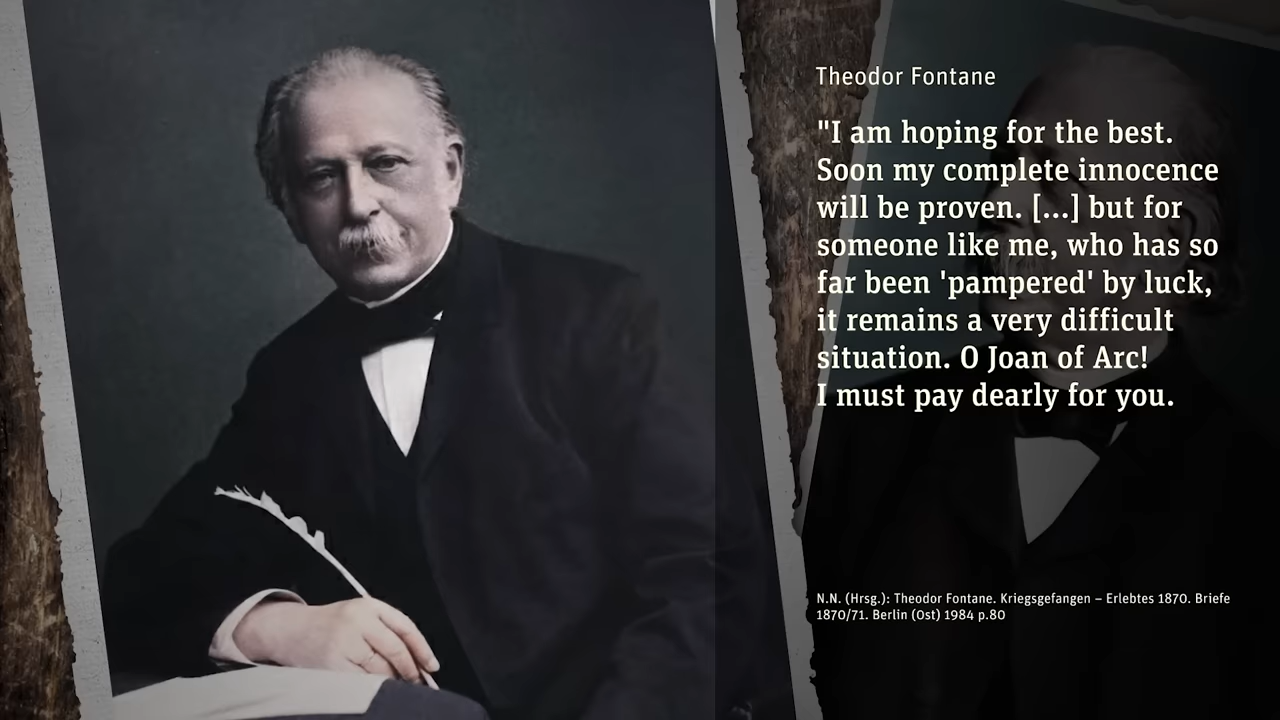 Theodor Fontane
"I am hoping for the best.
Soon my complete innocence
will be proven. [...] but for
someone like me, who has so
far been 'pampered' by luck,
it remains a very difficult
situation. O Joan of Arc!
I must pay dearly for you.
N.N. (Hrsg.): Theodor Fontane. Kriegsgefangen – Erlebtes 1870. Briefe
1870/71. Berlin (Ost) 1984 p.80